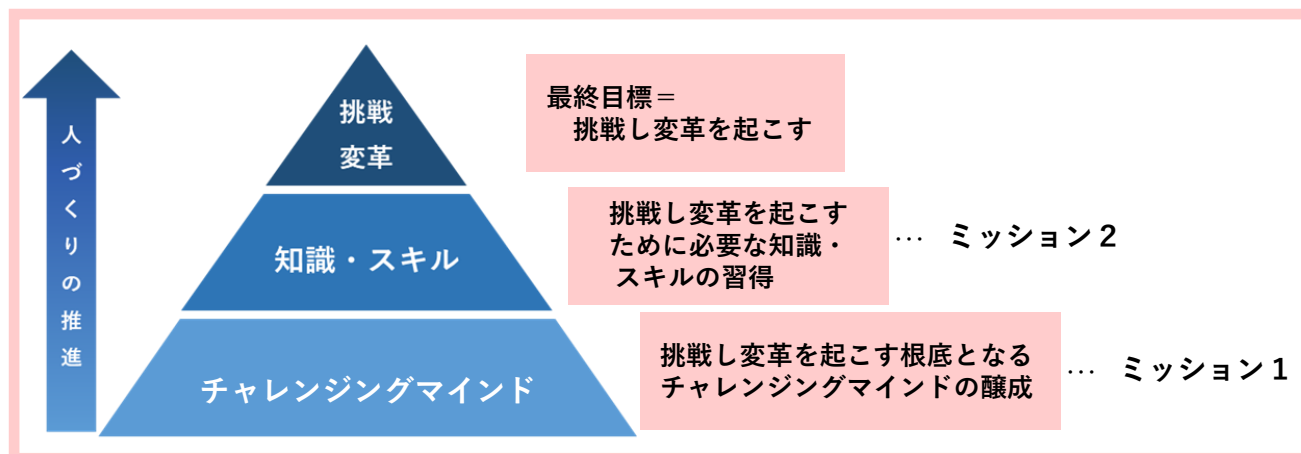 人づくりの推進
挑戦
変革
最終目標＝
挑戦し変革を起こす
知識・スキル
挑戦し変革を起こす
ために必要な知識・
スキルの習得
… ミッション２
チャレンジングマインド
挑戦し変革を起こす根底となる
チャレンジングマインドの醸成
… ミッション１